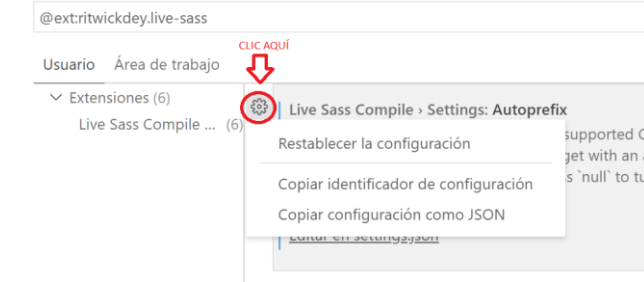 @ext:ritwickdey.live-sass
CLIC AQUÍ
Usuario Área de trabajo
Extensiones (6)
Live Sass Compile ... (6)
Live Sass Compile › Settings: Autoprefix
supported
get with an
s `null` to
Restablecer la configuración
Copiar identificador de configuración
Copiar configuración como JSON
Editar en settings.json